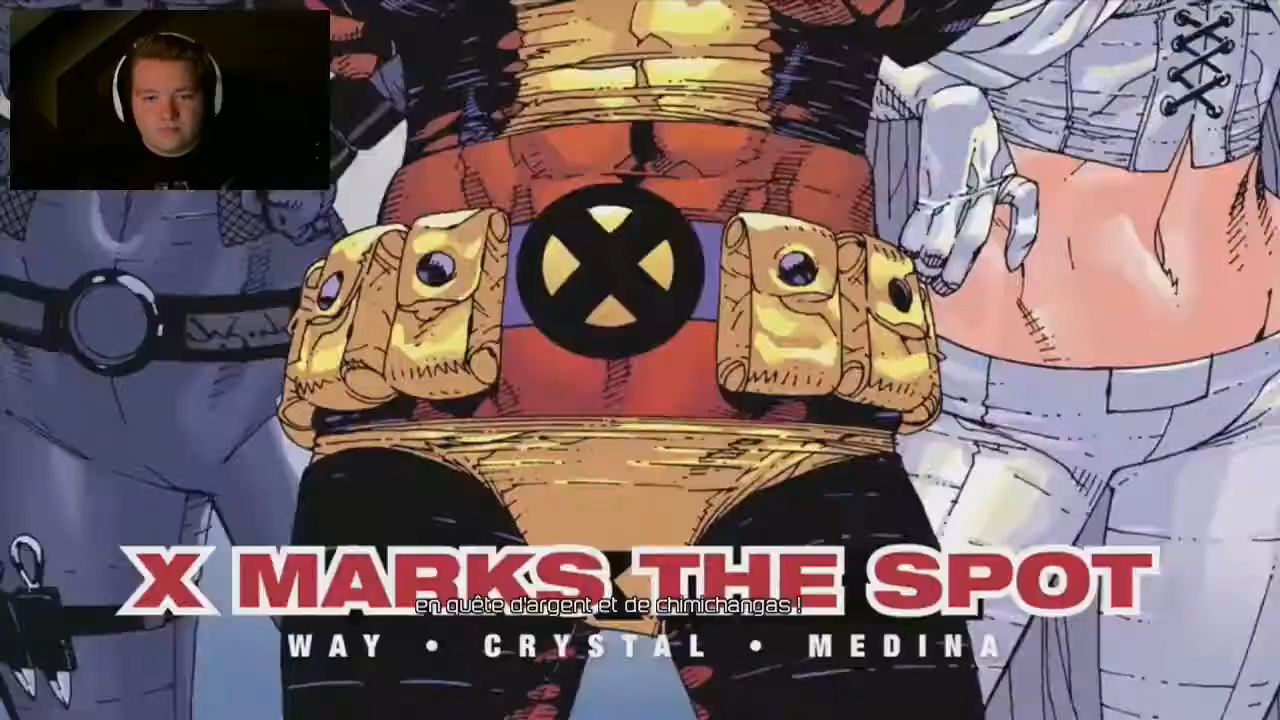 X MARKS THE SPOT
en quête d'argent et de chimichangas !
WAY • CRYSTAL • MEDINA